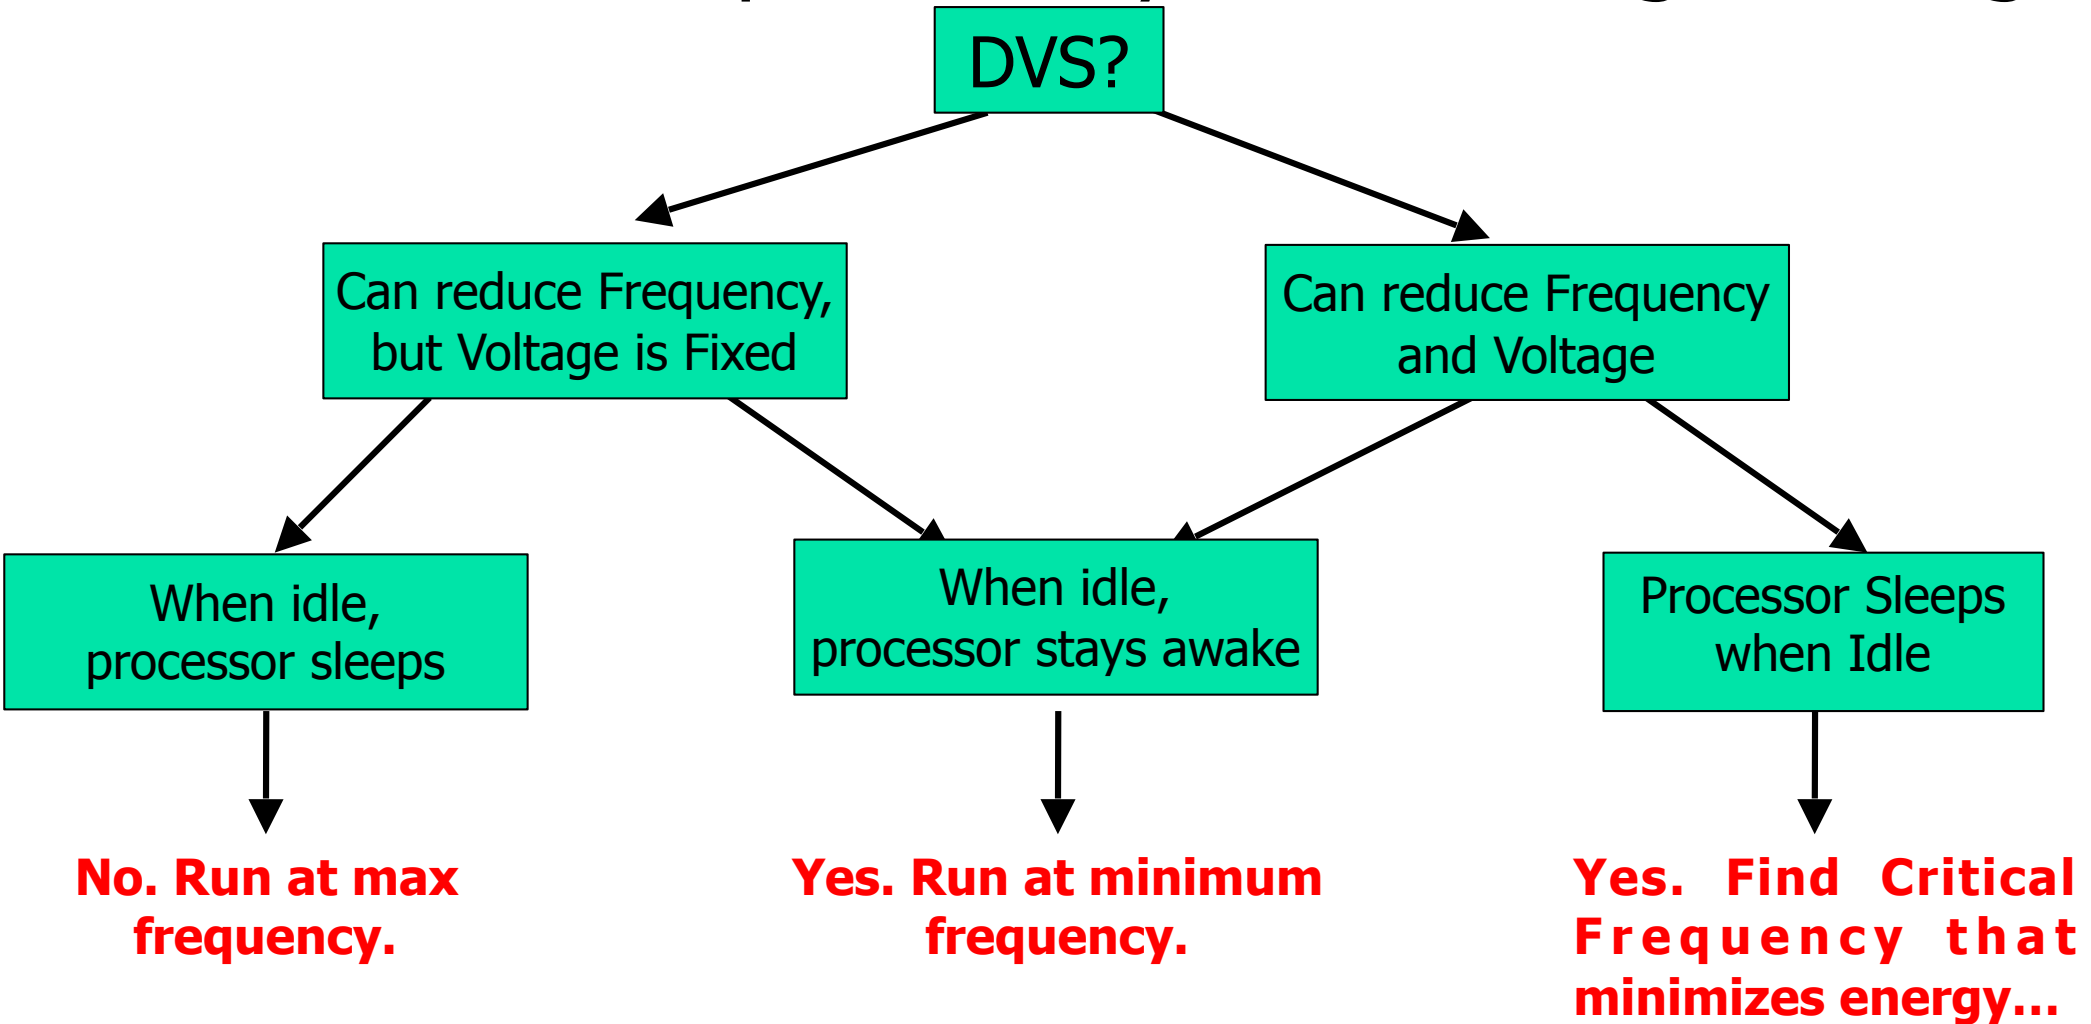 DVS?
Can reduce Frequency,
but Voltage is Fixed
Can reduce Frequency
and Voltage
When idle,
processor sleeps
When idle,
processor stays awake
Processor Sleeps
when Idle
No. Run at max
frequency.
Yes. Run at minimum
frequency.
Yes. Find Critical
Frequency that
minimizes energy...